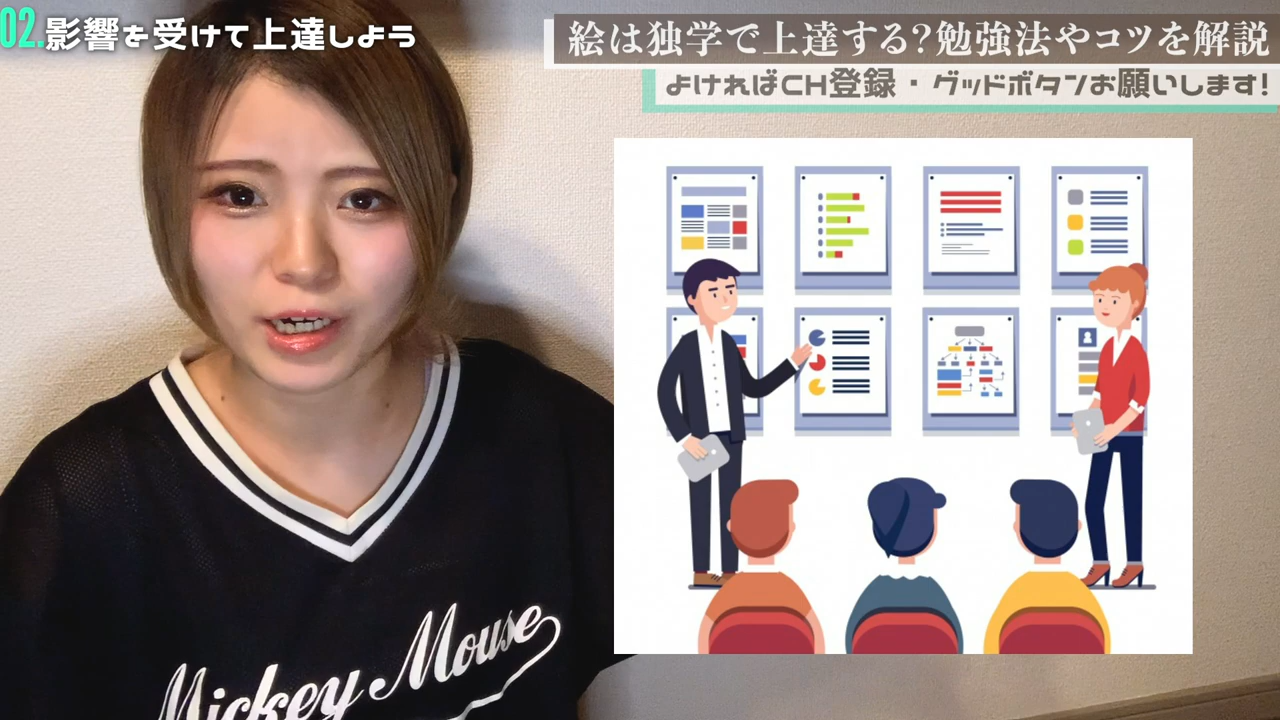 02.影響を受けて上達しよう
絵は独学で上達する?勉強法やコツを解説
よければCH登録・グッドボタンお願いします!
Mickey Mouse